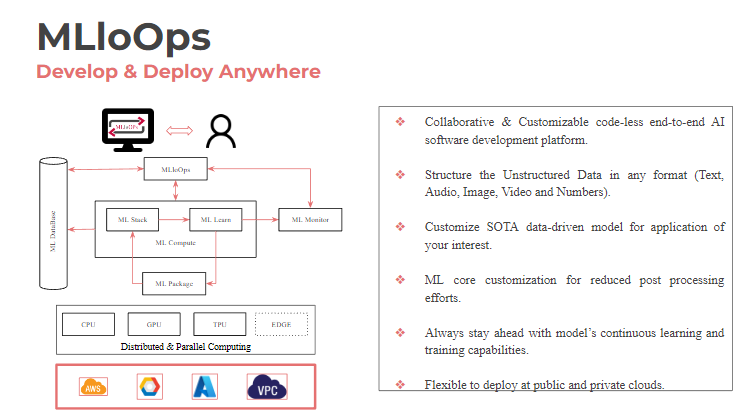 MLloOps
Develop & Deploy Anywhere
MLloOps
MLloOps
ML DataBase
ML Stack
ML Learn
ML Monitor
ML Compute
ML Package
CPU
GPU
TPU
EDGE
Distributed & Parallel Computing
AWS
VPC
❖ Collaborative & Customizable code-less end-to-end AI
software development platform.
❖ Structure the Unstructured Data in any format (Text,
Audio, Image, Video and Numbers).
❖ Customize SOTA data-driven model for application of
your interest.
❖ ML core customization for reduced post processing
efforts.
❖ Always stay ahead with model's continuous learning and
training capabilities.
❖ Flexible to deploy at public and private clouds.